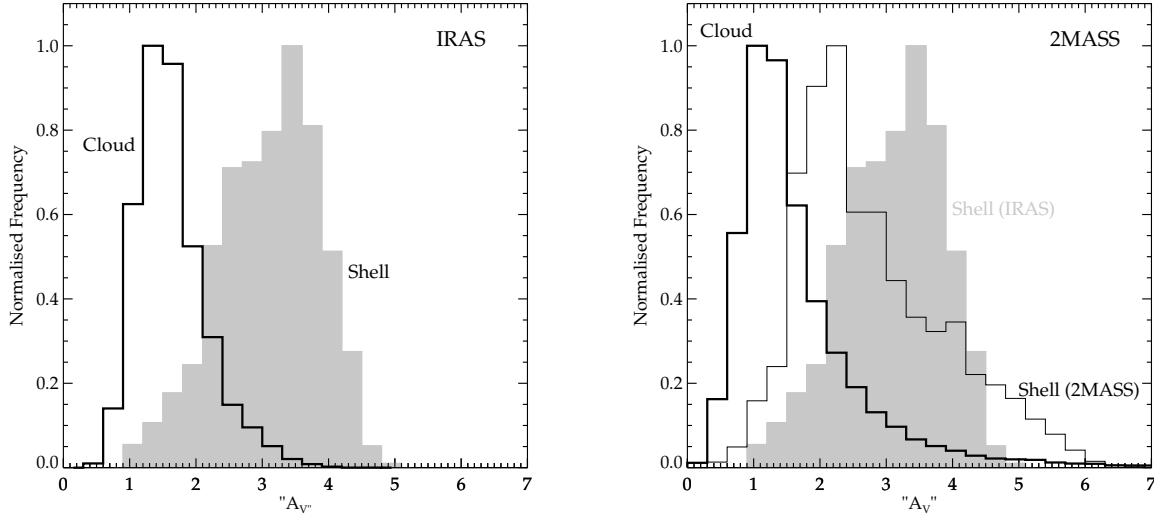 IRAS
Cloud
Shell
Normalised Frequency
0.0
0.2
0.4
0.6
0.8
1.0
0 1 2 3 4 5 6 7
"A_V"
2MASS
Cloud
Shell (IRAS)
Shell (2MASS)
Normalised Frequency
0.0
0.2
0.4
0.6
0.8
1.0
0 1 2 3 4 5 6 7
"A_V"